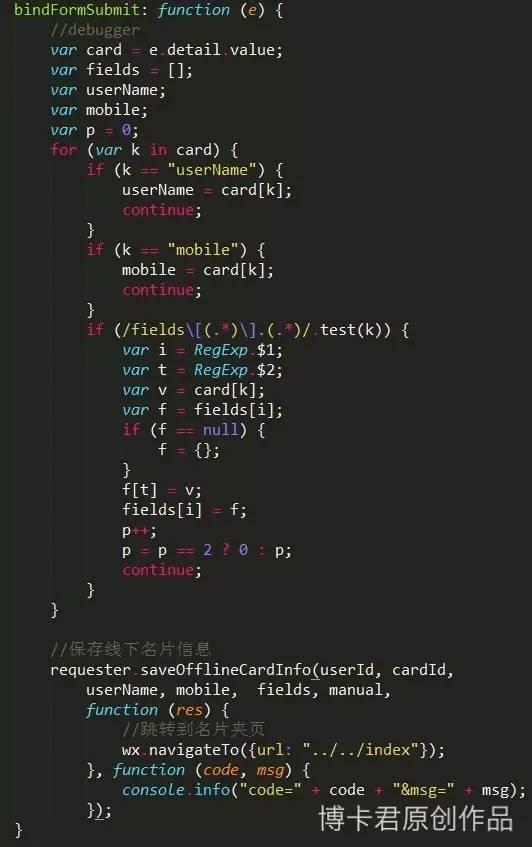 bindFormSubmit: function (e) {
    //debugger
    var card = e.detail.value;
    var fields = [];
    var userName;
    var mobile;
    var p = 0;
    for (var k in card) {
        if (k == "userName") {
            userName = card[k];
            continue;
        }
        if (k == "mobile") {
            mobile = card[k];
            continue;
        }
        if (/fields\[(.*)\].(.*)/.test(k)) {
            var i = RegExp.$1;
            var t = RegExp.$2;
            var v = card[k];
            var f = fields[i];
            if (f == null) {
                f = {};
            }
            f[t] = v;
            fields[i] = f;
            p++;
            p = p == 2 ? 0 : p;
            continue;
        }
    }

    //保存线下名片信息
    requester.saveOfflineCardInfo(userId, cardId,
        userName, mobile,  fields, manual,
        function (res) {
            //跳转到名片夹页
            wx.navigateTo({url: "../../index"});
        }, function (code, msg) {
            console.info("code=" + code + "&msg=" + msg);
        });
}
博卡君原创作品